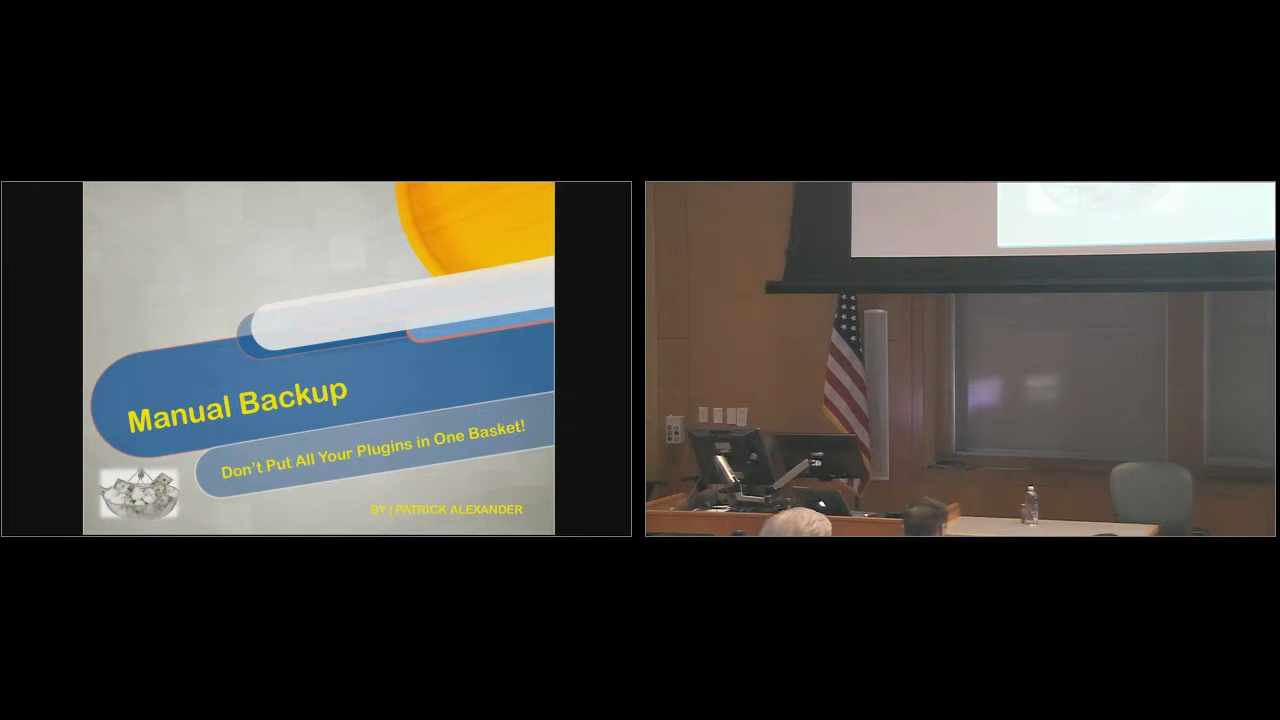 Manual Backup
Don't Put All Your Plugins in One Basket!
BY | PATRICK ALEXANDER